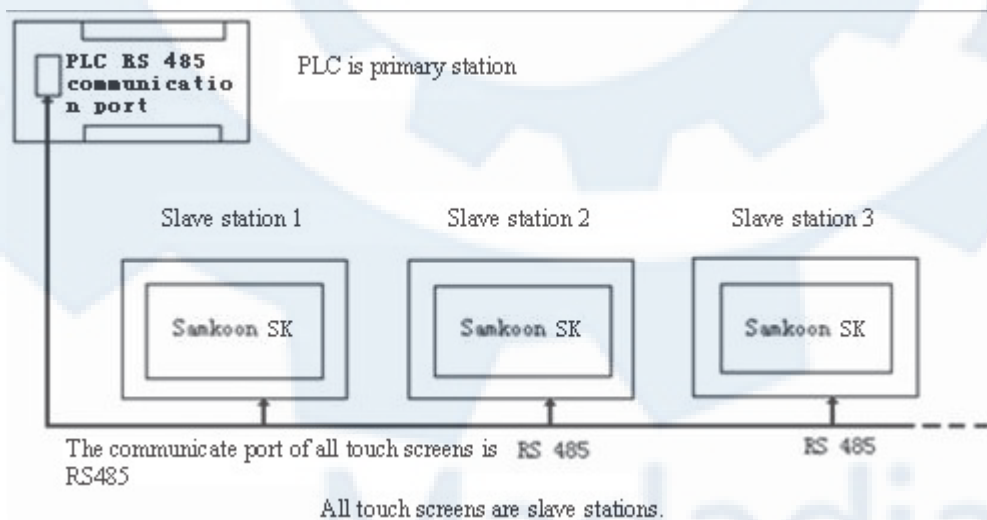 PLC RS 485
communicatio
n port
PLC is primary station
Slave station 1
Slave station 2
Slave station 3
Samkoon SK
Samkoon SK
Samkoon SK
The communicate port of all touch screens is
RS485
RS 485
RS 485
All touch screens are slave stations.